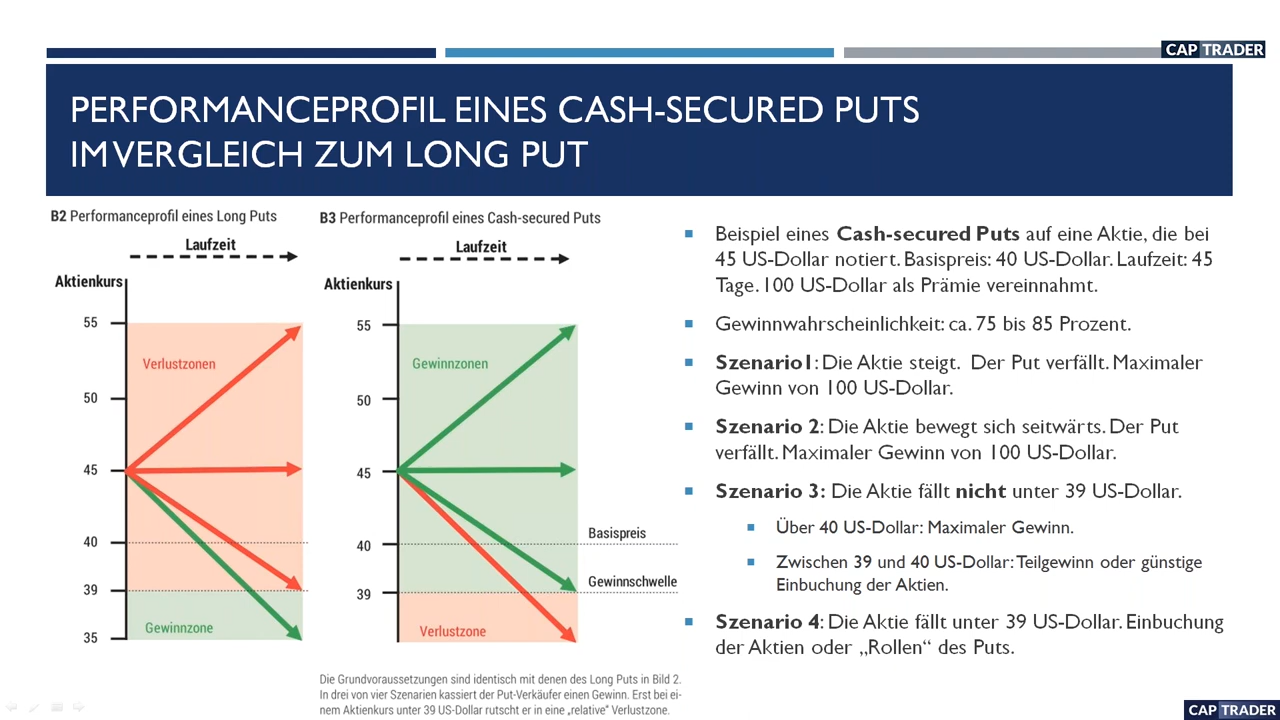 CAP TRADER
PERFORMANCEPROFIL EINES CASH-SECURED PUTS
IM VERGLEICH ZUM LONG PUT
B2 Performanceprofil eines Long Puts
Laufzeit
Aktienkurs
55
Verlustzonen
50
45
40
39
Gewinnzone
35
B3 Performanceprofil eines Cash-secured Puts
Laufzeit
Aktienkurs
55
Gewinnzonen
50
45
Basispreis
40
Gewinnschwelle
39
Verlustzone
Die Grundvoraussetzungen sind identisch mit denen des Long Puts in Bild 2.
In drei von vier Szenarien kassiert der Put-Verkäufer einen Gewinn. Erst bei ei-
nem Aktienkurs unter 39 US-Dollar rutscht er in eine „relative“ Verlustzone.
Beispiel eines Cash-secured Puts auf eine Aktie, die bei
45 US-Dollar notiert. Basispreis: 40 US-Dollar. Laufzeit: 45
Tage. 100 US-Dollar als Prämie vereinnahmt.
Gewinnwahrscheinlichkeit: ca. 75 bis 85 Prozent.
Szenario1: Die Aktie steigt. Der Put verfällt. Maximaler
Gewinn von 100 US-Dollar.
Szenario 2: Die Aktie bewegt sich seitwärts. Der Put
verfällt. Maximaler Gewinn von 100 US-Dollar.
Szenario 3: Die Aktie fällt nicht unter 39 US-Dollar.
Über 40 US-Dollar: Maximaler Gewinn.
Zwischen 39 und 40 US-Dollar: Teilgewinn oder günstige
Einbuchung der Aktien.
Szenario 4: Die Aktie fällt unter 39 US-Dollar. Einbuchung
der Aktien oder „Rollen“ des Puts.
CAP TRADER